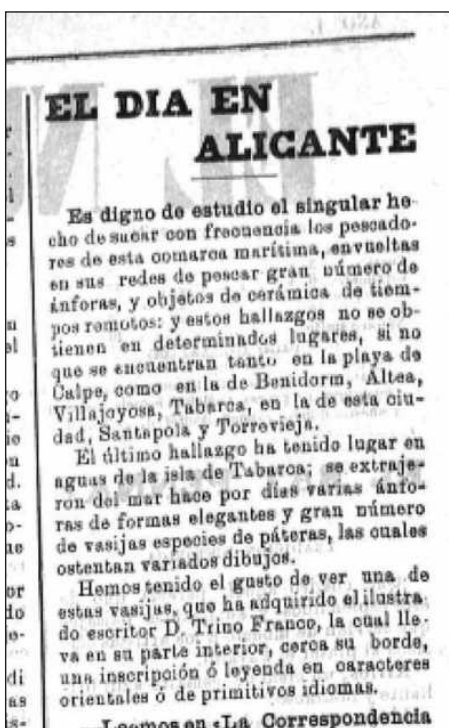 EL DIA EN
ALICANTE
Es digno de estudio el singular he-
cho de sacar con frecuencia los pescado-
res de esta comarca marítima, envueltas
en sus redes de pescar gran número de
ánforas, y objetos de cerámica de tiem-
pos remotos: y estos hallazgos no se ob-
tienen en determinados lugares, si no
que se encuentran tanto en la playa de
Calpe, como en la de Benidorm, Altea,
Villajoyosa, Tabarca, en la de esta ciu-
dad, Santapola y Torrevieja.
El último hallazgo ha tenido lugar en
aguas de la isla de Tabarca; se extraje-
ron del mar hace por días varias ánfo-
ras de formas elegantes y gran número
de vasijas especies de páteras, las cuales
ostentan variados dibujos.
Hemos tenido el gusto de ver una de
estas vasijas, que ha adquirido el ilustra
do escritor D. Trino Franco, la cual lle-
va en su parte interior, cerca su borde,
una inscripción ó leyenda en caracteres
orientales ó de primitivos idiomas.
Leemos en «La Correspondencia